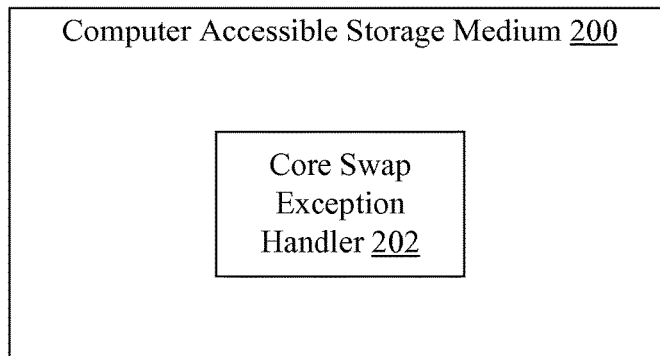 Computer Accessible Storage Medium 200
Core Swap
Exception
Handler 202